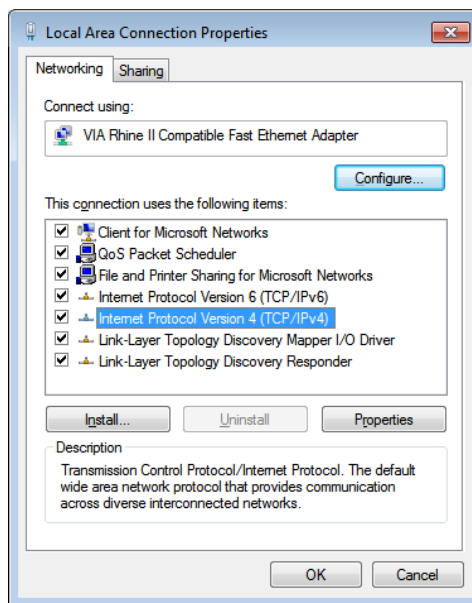 Local Area Connection Properties
Networking
Sharing
Connect using:
VIA Rhine II Compatible Fast Ethernet Adapter
Configure...
This connection uses the following items:
Client for Microsoft Networks
QoS Packet Scheduler
File and Printer Sharing for Microsoft Networks
Internet Protocol Version 6 (TCP/IPv6)
Internet Protocol Version 4 (TCP/IPv4)
Link-Layer Topology Discovery Mapper I/O Driver
Link-Layer Topology Discovery Responder
Install...
Uninstall
Properties
Description
Transmission Control Protocol/Internet Protocol. The default
wide area network protocol that provides communication
across diverse interconnected networks.
OK
Cancel